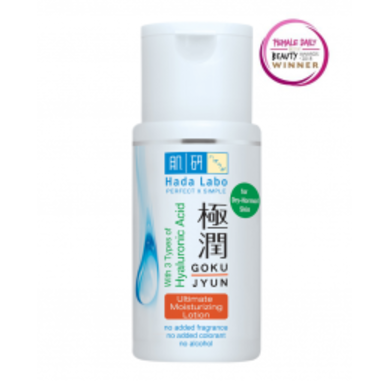 FEMALE DAILY
BEAUTY
WINNER
肌 研
Hada Labo
PERFECT X SIMPLE
for
Dry-Normal
Skin
With 3 Types of
Hyaluronic Acid
極
潤
GOKU
JYUN
Ultimate
Moisturizing
Lotion
no added fragrance
no added colorant
no alcohol